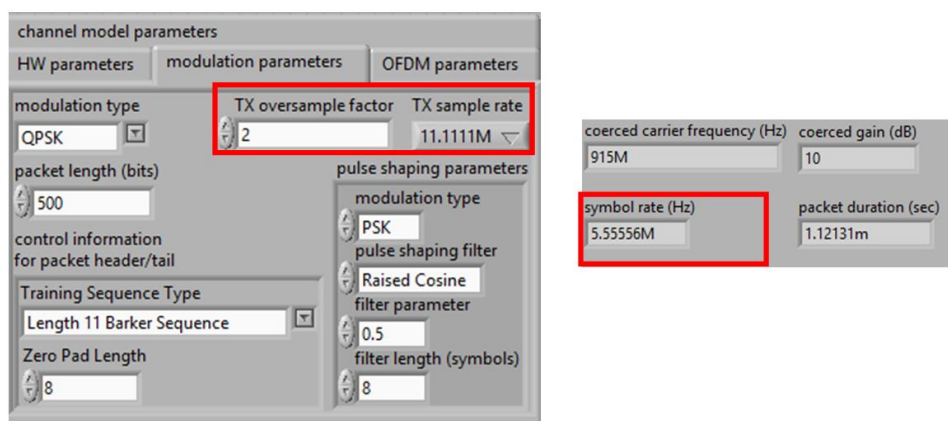 channel model parameters
HW parameters
modulation parameters
OFDM parameters
modulation type
QPSK
TX oversample factor
2
TX sample rate
11.1111M
packet length (bits)
500
control information
for packet header/tail
Training Sequence Type
Length 11 Barker Sequence
Zero Pad Length
8
pulse shaping parameters
modulation type
PSK
pulse shaping filter
Raised Cosine
filter parameter
0.5
filter length (symbols)
8
coerced carrier frequency (Hz)
915M
coerced gain (dB)
10
symbol rate (Hz)
5.55556M
packet duration (sec)
1.12131m